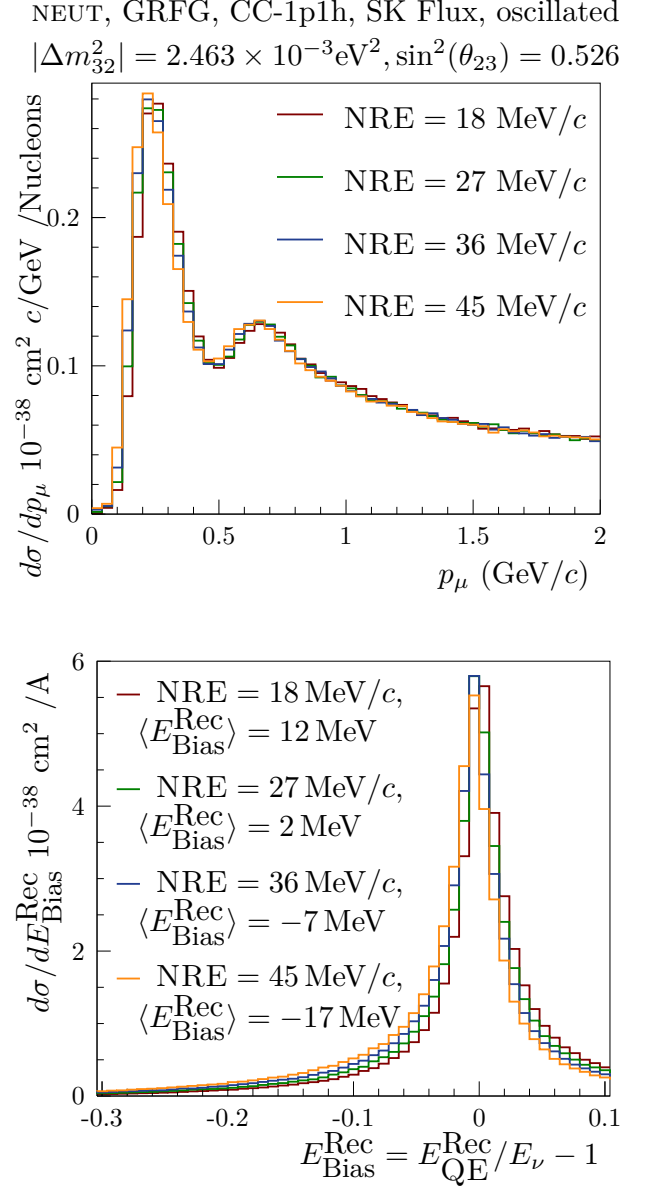 NEUT, GRFG, CC-1p1h, SK Flux, oscillated
|Δm²₃₂| = 2.463 × 10⁻³eV², sin²(θ₂₃) = 0.526
dσ/dp_μ 10⁻³⁸ cm² c/GeV /Nucleons
NRE = 18 MeV/c
NRE = 27 MeV/c
NRE = 36 MeV/c
NRE = 45 MeV/c
0.2
0.1
0
0 0.5 1 1.5 2
p_μ (GeV/c)
dσ/dE^Rec_Bias 10⁻³⁸ cm² /A
6
4
2
0
NRE = 18 MeV/c,
⟨E^Rec_Bias⟩ = 12 MeV
NRE = 27 MeV/c,
⟨E^Rec_Bias⟩ = 2 MeV
NRE = 36 MeV/c,
⟨E^Rec_Bias⟩ = −7 MeV
NRE = 45 MeV/c,
⟨E^Rec_Bias⟩ = −17 MeV
-0.3 -0.2 -0.1 0 0.1
E^Rec_Bias = E^Rec_QE/E_ν − 1